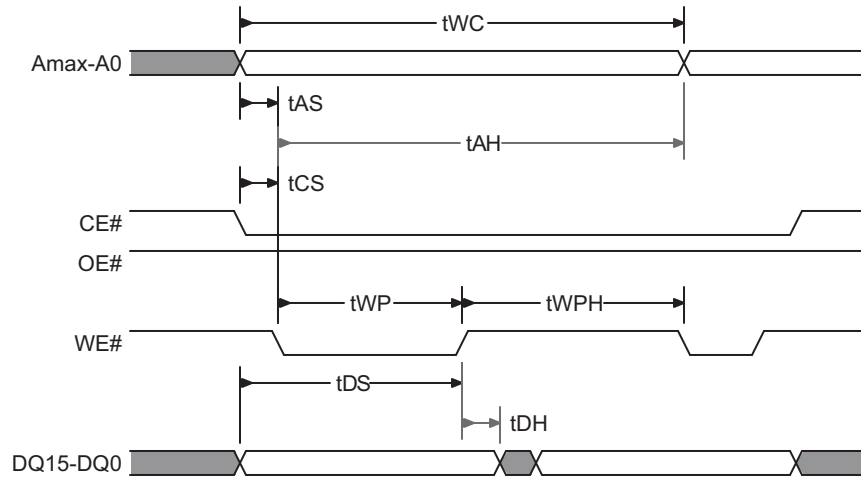 tWC
Amax-A0
tAS
tAH
tCS
CE#
OE#
tWP tWPH
WE#
tDS
tDH
DQ15-DQ0